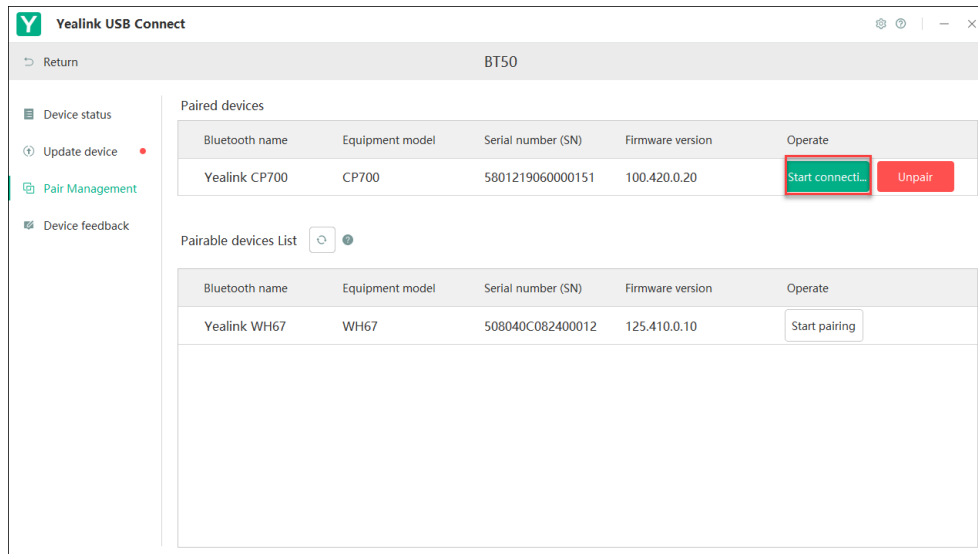 Y Yealink USB Connect
Return BT50
Device status
Update device
Pair Management
Device feedback
Paired devices
Bluetooth name Equipment model Serial number (SN) Firmware version Operate
Yealink CP700 CP700 5801219060000151 100.420.0.20 Start connecti... Unpair
Pairable devices List
Bluetooth name Equipment model Serial number (SN) Firmware version Operate
Yealink WH67 WH67 508040C082400012 125.410.0.10 Start pairing